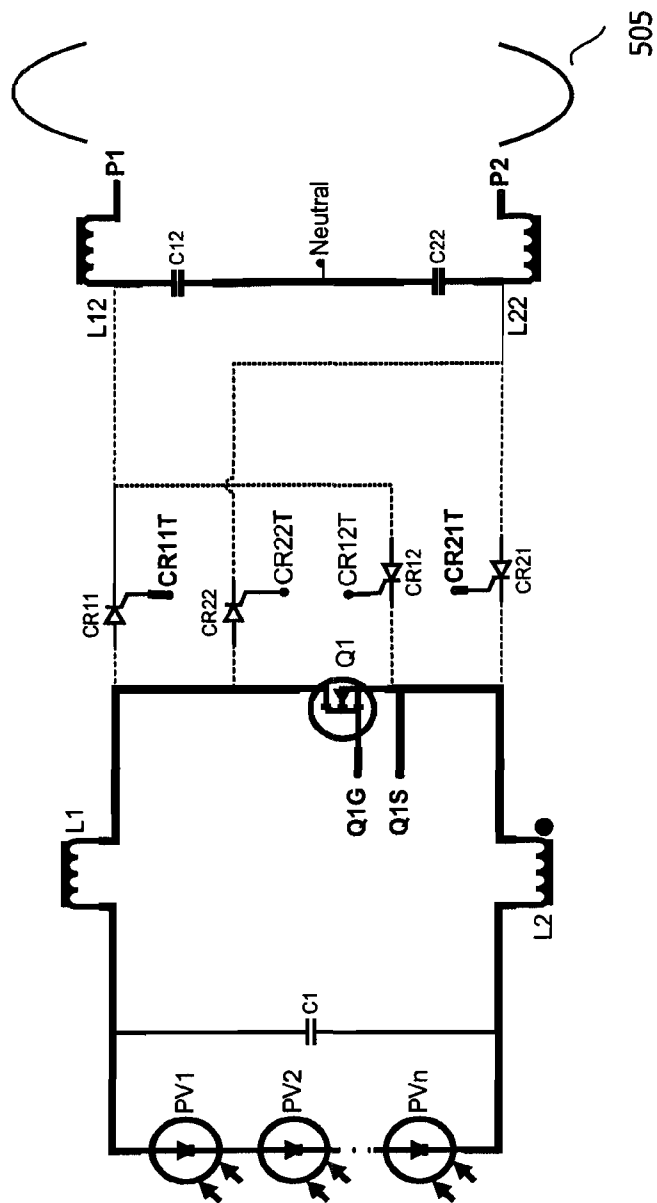 505
P1
P2
L12
C12
Neutral
C22
L22
CR11
CR11T
CR22
CR22T
CR12T
CR12
CR21T
CR21
Q1
Q1G
Q1S
L1
L2
C1
PV1
PV2
PVn